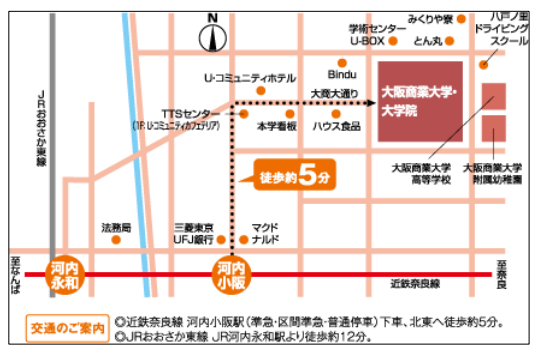 N
みくりや寮
学術センター
U-BOX
とん丸
八戸ノ里
ドライビング
スクール
JRおおさか東線
U・コミュニティホテル
Bindu
大商大通り
大阪商業大学・
大学院
TTSセンター
(1F. U・コミュニティカフェテリア)
本学看板
ハウス食品
徒歩約5分
大阪商業大学
高等学校
大阪商業大学
附属幼稚園
法務局
三菱東京
UFJ銀行
マクド
ナルド
至なんば
河内
永和
河内
小阪
近鉄奈良線
至奈良
交通のご案内
◎近鉄奈良線 河内小阪駅(準急・区間準急・普通停車)下車、北東へ徒歩約5分。
◎JRおおさか東線 JR河内永和駅より徒歩約12分。